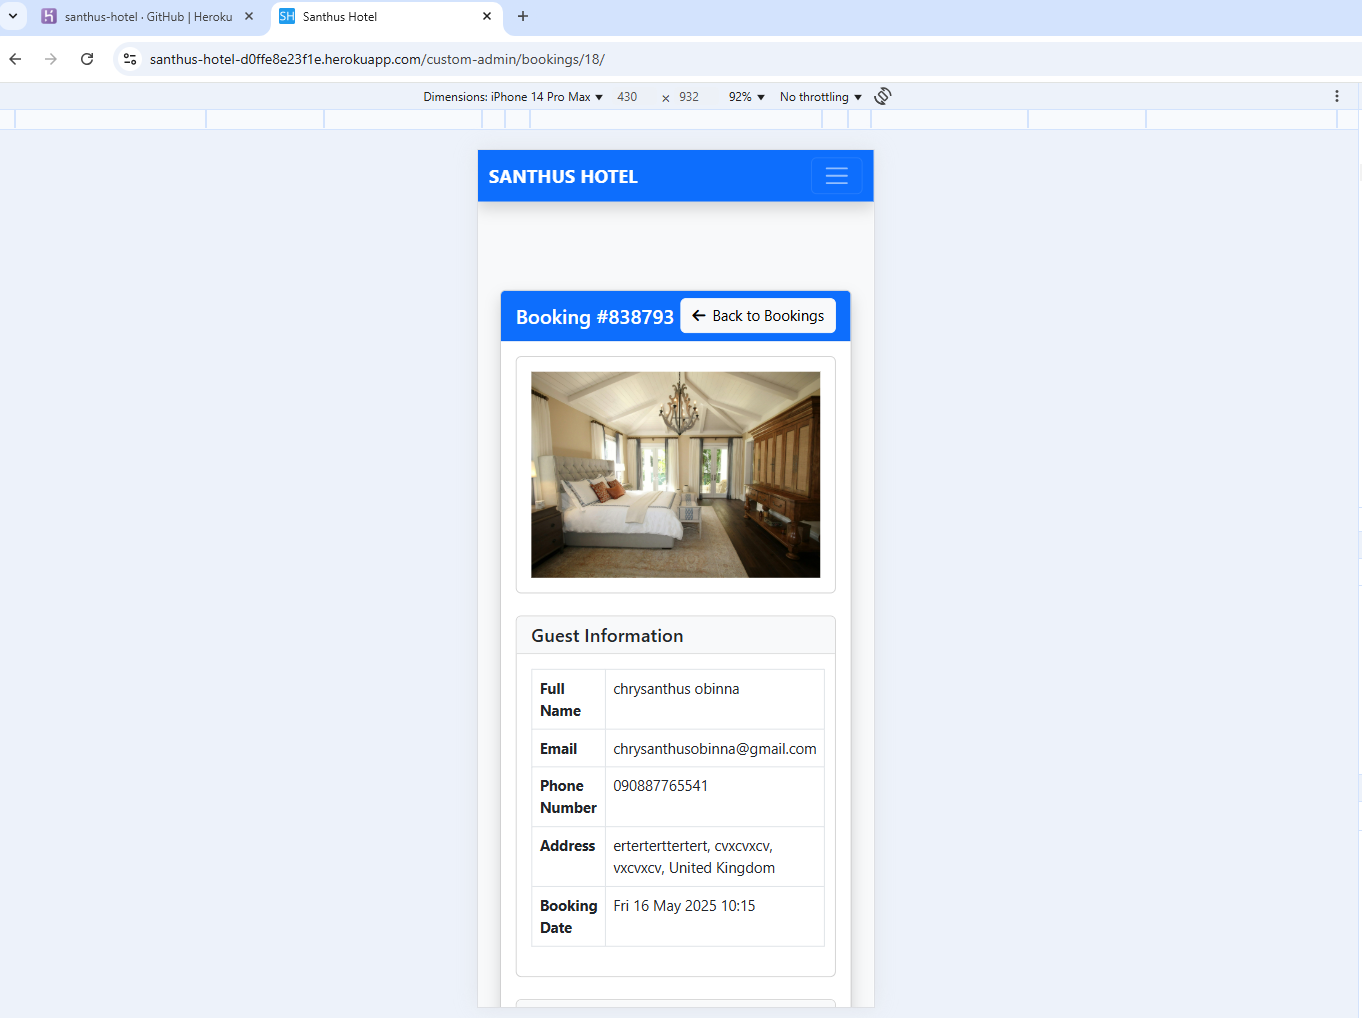 santhus-hotel · GitHub | Heroku
Santhus Hotel
santhus-hotel-d0ffe8e23f1e.herokuapp.com/custom-admin/bookings/18/
Dimensions: iPhone 14 Pro Max 430 × 932 92% No throttling
SANTHUS HOTEL
Booking #838793 Back to Bookings
Guest Information
Full Name chrysanthus obinna
Email chrysanthusobinna@gmail.com
Phone Number 090887765541
Address erterterttertert, cvxcvxcv,
vxcvxcv, United Kingdom
Booking Date Fri 16 May 2025 10:15